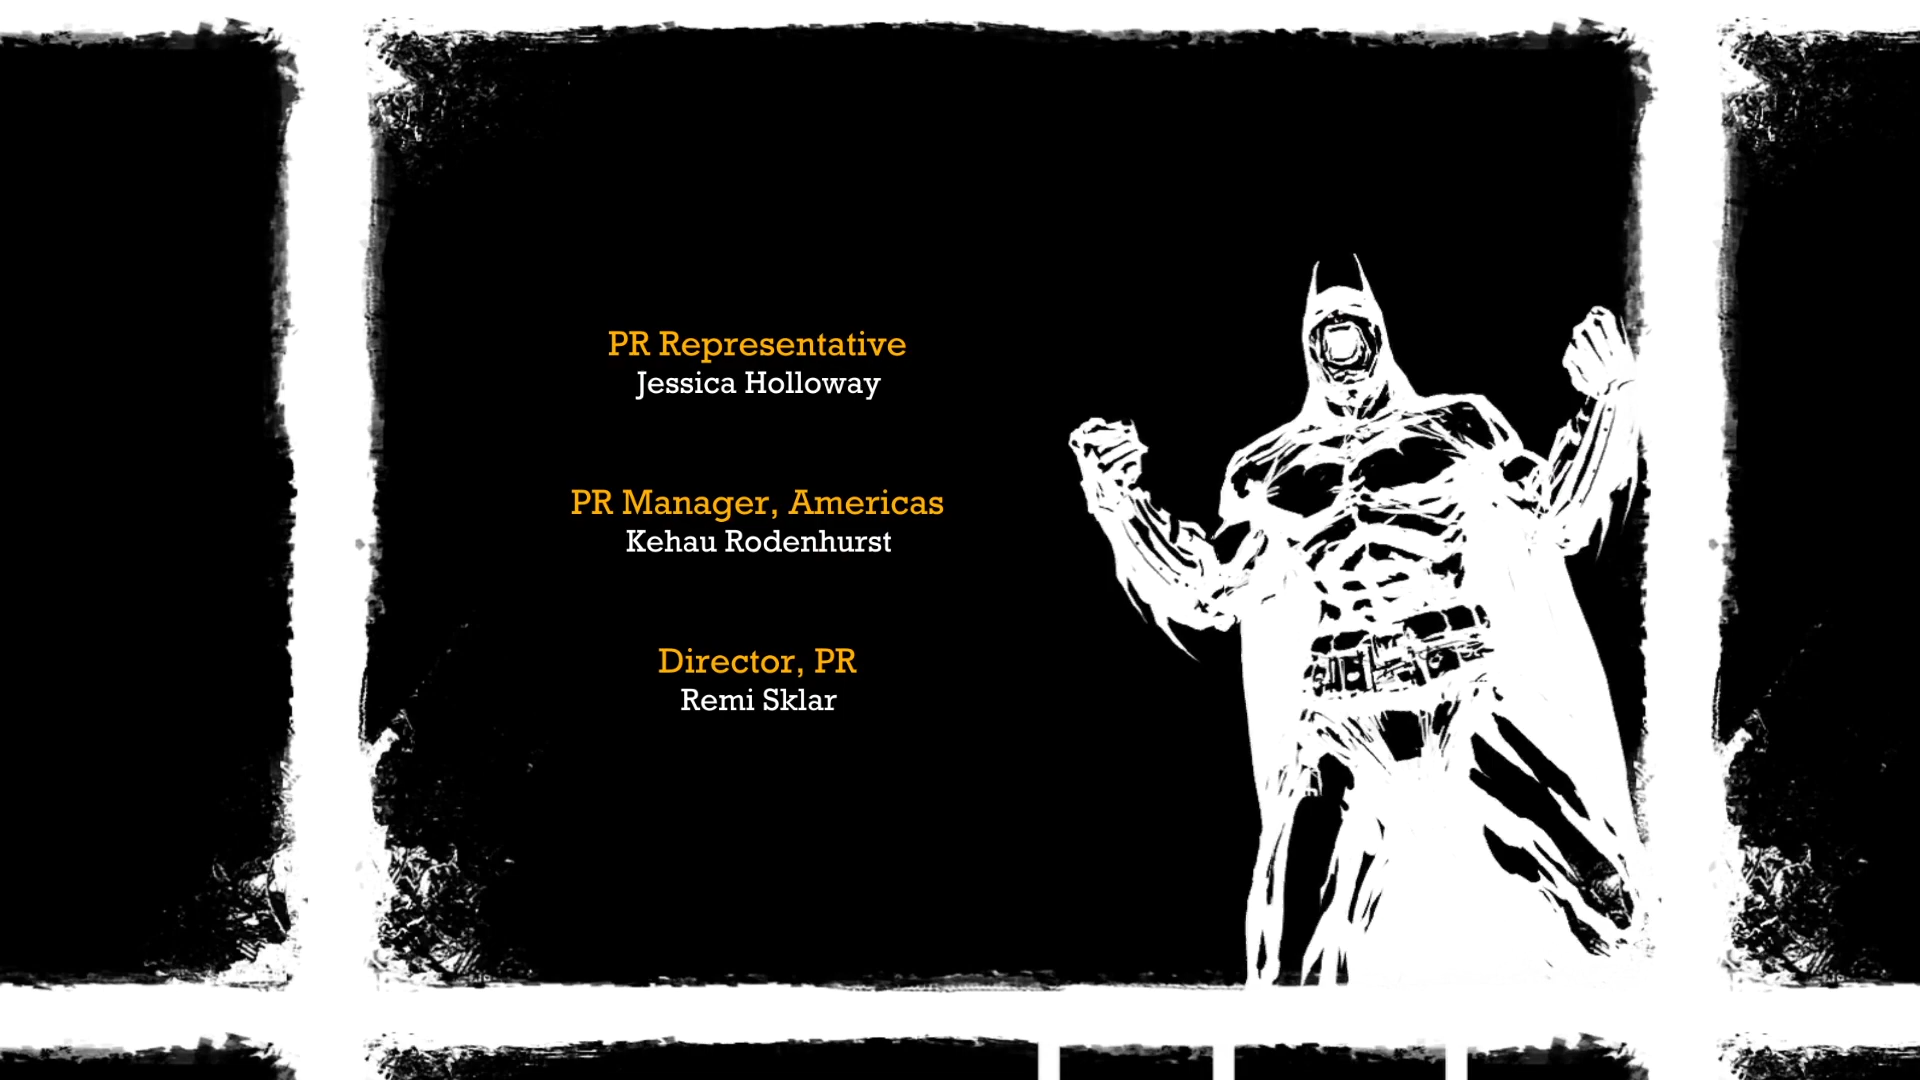 PR Representative
Jessica Holloway
PR Manager, Americas
Kehau Rodenhurst
Director, PR
Remi Sklar